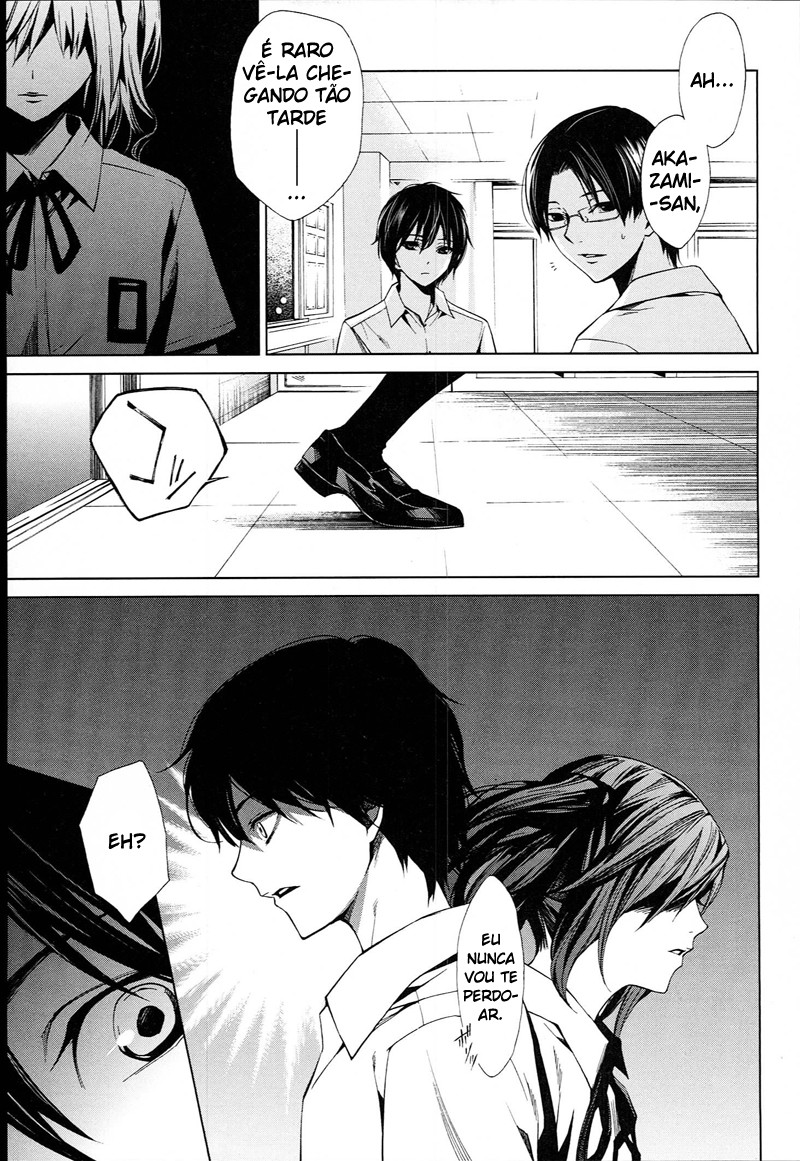 AH...
AKA-
ZAMI-
-SAN,
É RARO
VÊ-LA CHE-
GANDO TÃO
TARDE
—
...
EU
NUNCA
VOU TE
PERDO-
AR.
EH?